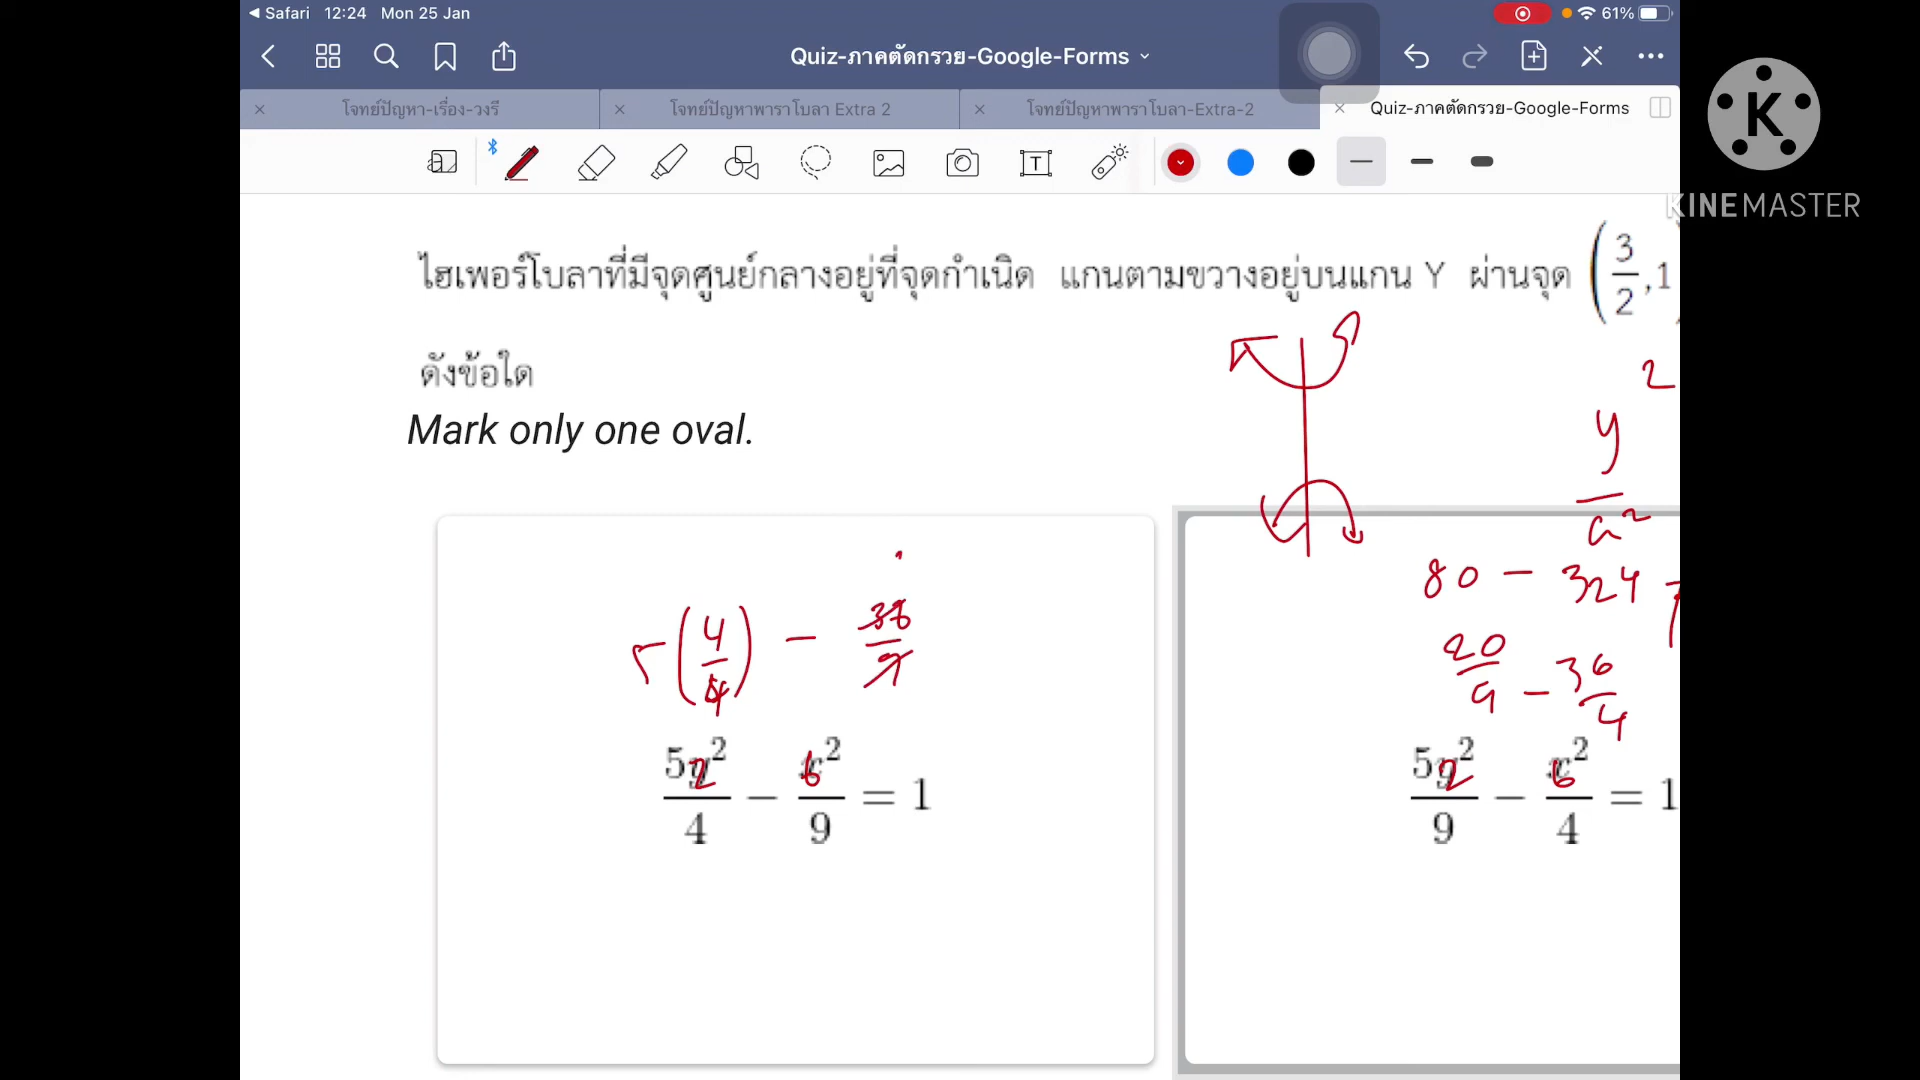 Safari 12:24 Mon 25 Jan 61%
Quiz-ภาคตัดกรวย-Google-Forms
โจทย์ปัญหา-เรื่อง-วงรี โจทย์ปัญหาพาราโบลา Extra 2 โจทย์ปัญหาพาราโบลา-Extra-2 Quiz-ภาคตัดกรวย-Google-Forms
K
KINEMASTER
a T
ไฮเพอร์โบลาที่มีจุดศูนย์กลางอยู่ที่จุดกำเนิด แกนตามขวางอยู่บนแกน Y ผ่านจุด (3/2, 1
ดังข้อใด
Mark only one oval.
2
y/a²
80 - 324
5(4/4) - 36/9
20/9 - 36/4
5y²/4 - x²/9 = 1
2 6
5y²/9 - x²/4 = 1
2 6